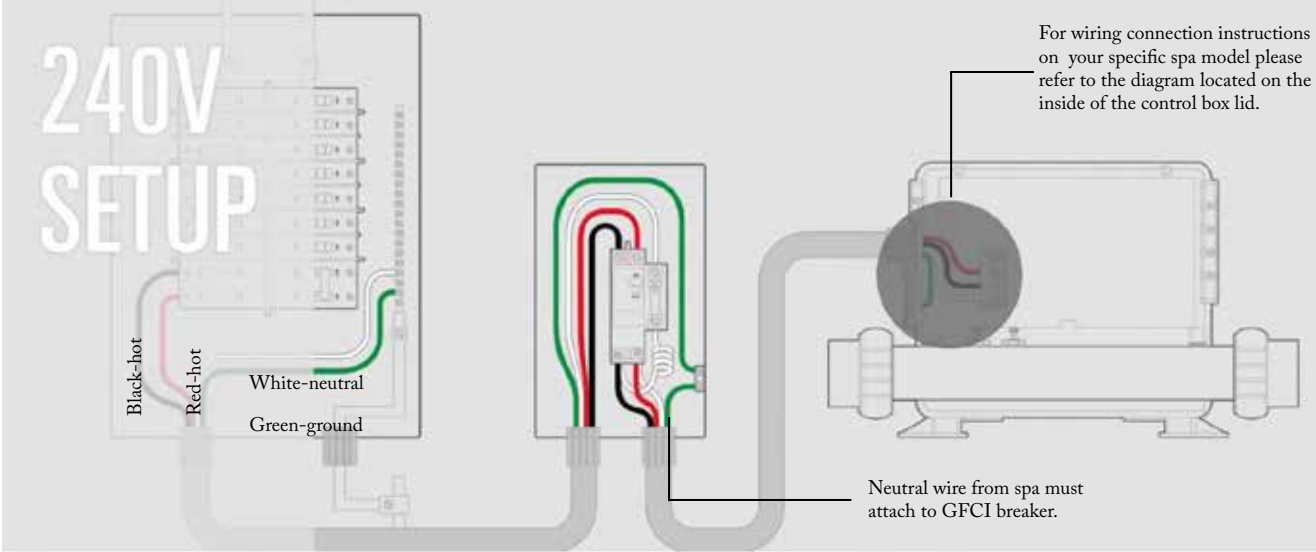 240V
SETUP
For wiring connection instructions
on your specific spa model please
refer to the diagram located on the
inside of the control box lid.
Black-hot
Red-hot
White-neutral
Green-ground
Neutral wire from spa must
attach to GFCI breaker.